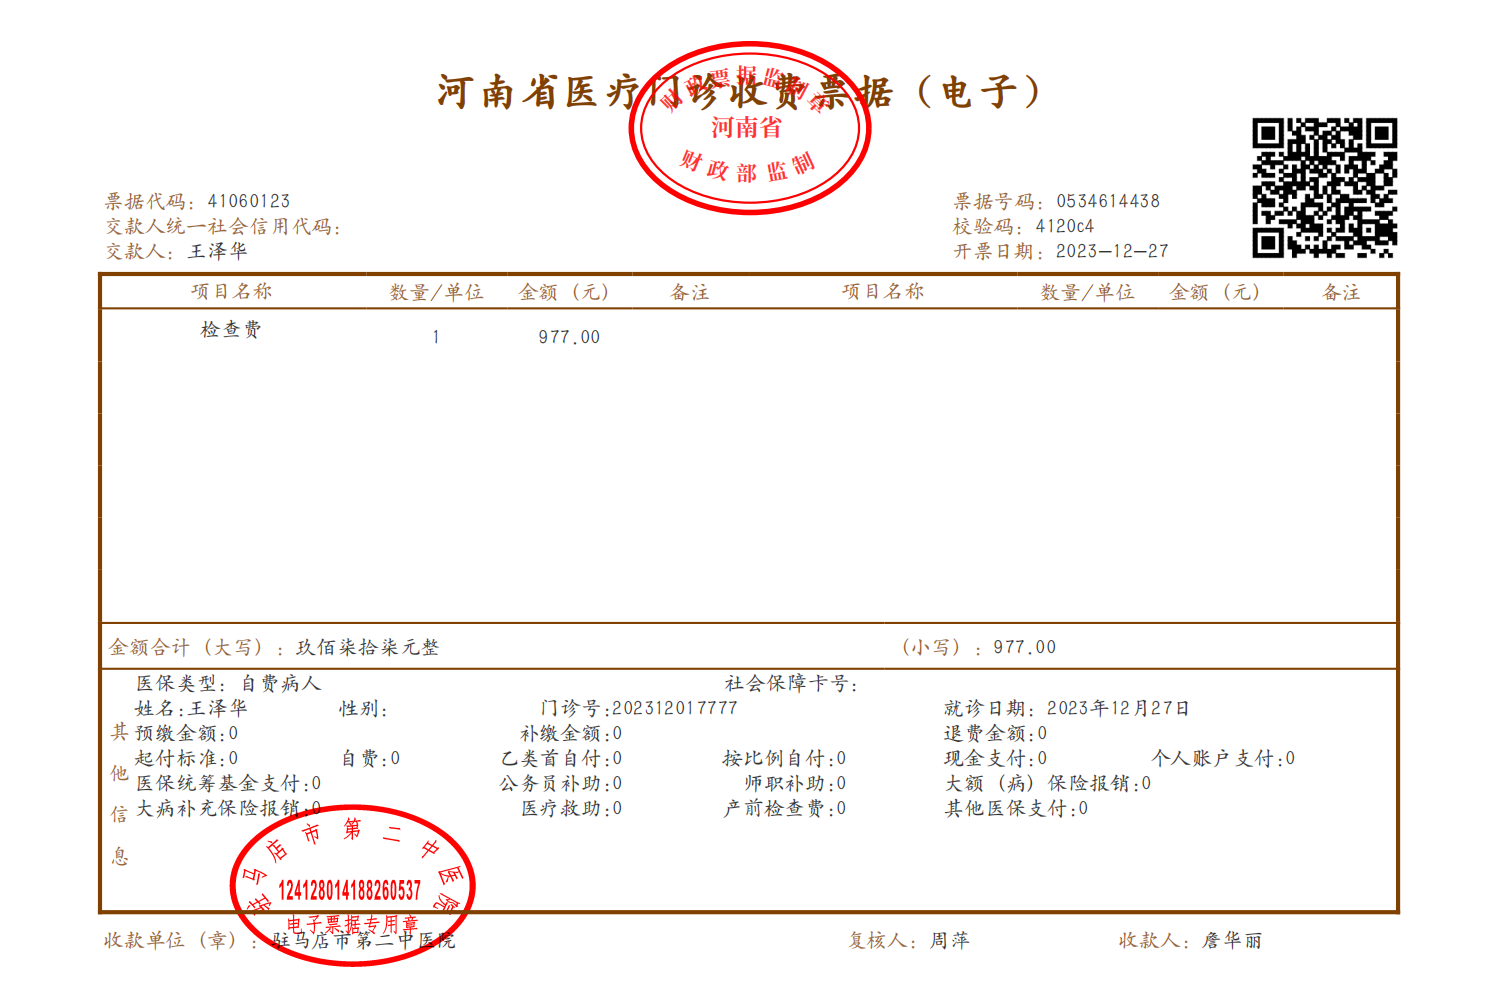 河南省医疗门诊收费票据（电子）
财政票据监制章
河南省
财政部监制
票据代码：41060123
票据号码：0534614438
交款人统一社会信用代码：
校验码：4120c4
交款人：王泽华
开票日期：2023-12-27
项目名称 数量/单位 金额（元） 备注 项目名称 数量/单位 金额（元） 备注
检查费 1 977.00
金额合计（大写）：玖佰柒拾柒元整 （小写）：977.00
其他信息
医保类型：自费病人 社会保障卡号：
姓名:王泽华 性别: 门诊号:202312017777 就诊日期：2023年12月27日
预缴金额:0 补缴金额:0 退费金额:0
起付标准:0 自费:0 乙类首自付:0 按比例自付:0 现金支付:0 个人账户支付:0
医保统筹基金支付:0 公务员补助:0 师职补助:0 大额（病）保险报销:0
大病补充保险报销:0 医疗救助:0 产前检查费:0 其他医保支付:0
驻马店市第二中医院
124128014188260537
电子票据专用章
收款单位（章）：驻马店市第二中医院 复核人：周萍 收款人：詹华丽